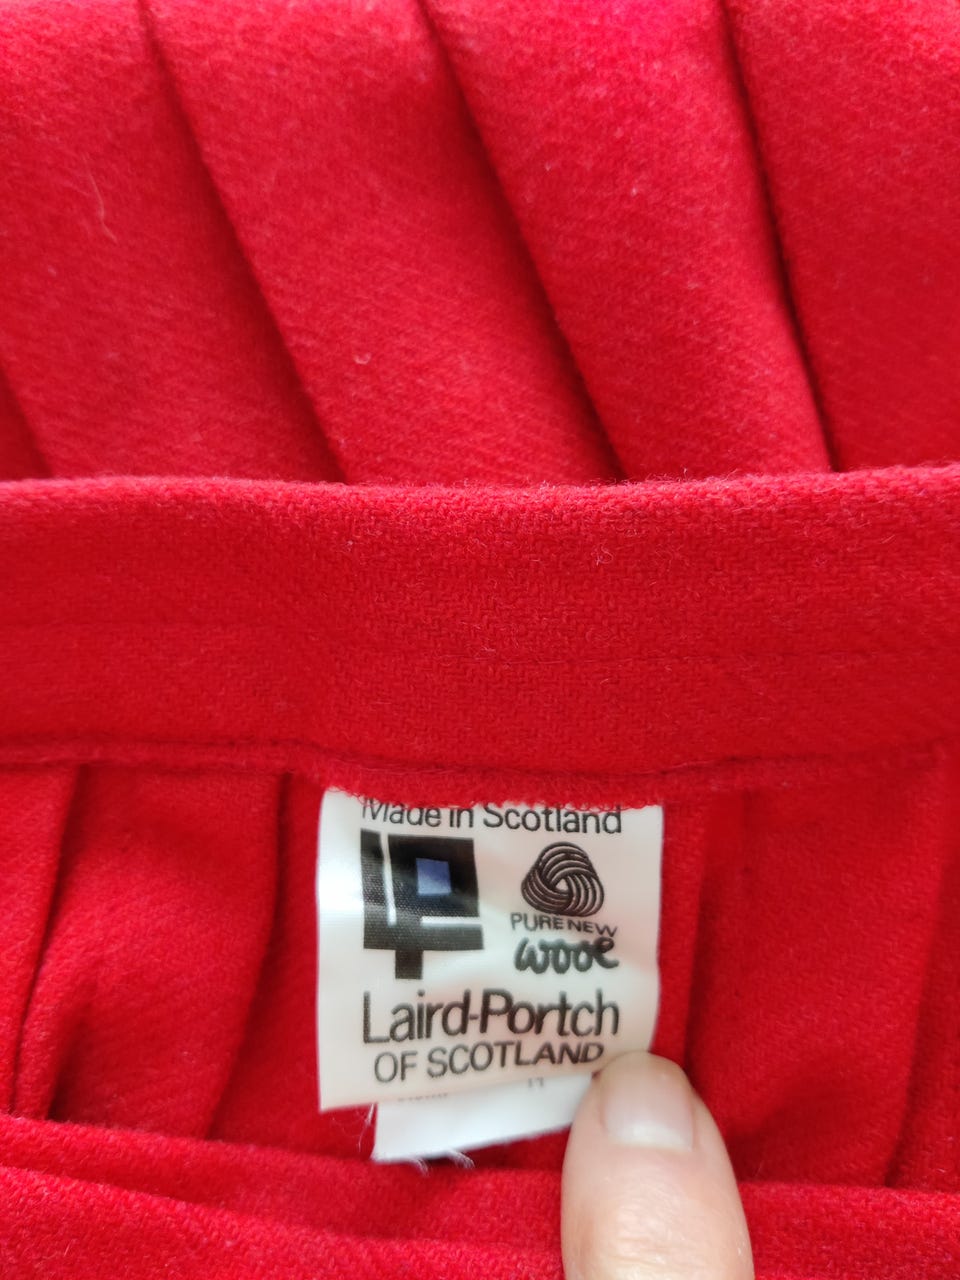 Made in Scotland
PURE NEW
wool
Laird-Portch
OF SCOTLAND